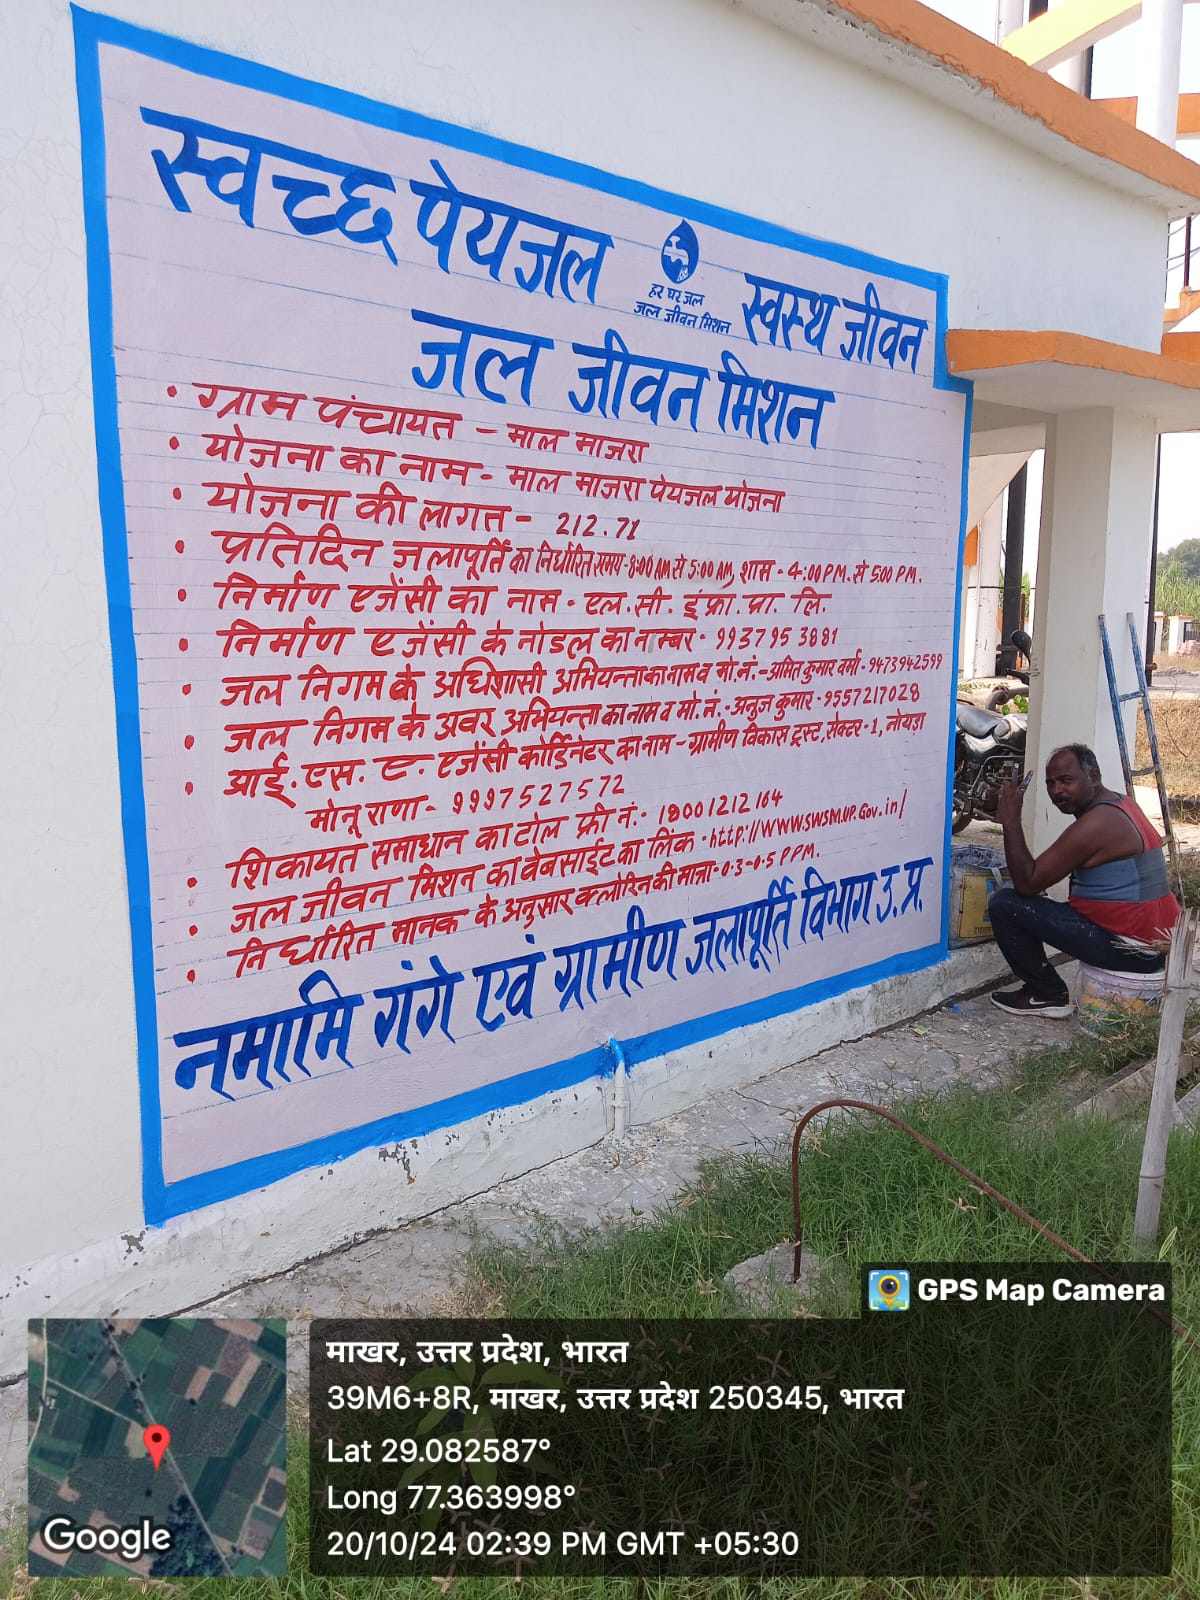 स्वच्छ पेयजल
हर घर जल
जल जीवन मिशन
स्वस्थ जीवन
जल जीवन मिशन
• ग्राम पंचायत - माल माजरा
• योजना का नाम - माल माजरा पेयजल योजना
• योजना की लागत - 212.71
• प्रतिदिन जलापूर्ति का निर्धारित समय - 8:00 AM से 5:00 AM, शाम - 4:00 P.M. से 5:00 P.M.
• निर्माण एजेंसी का नाम - एल. सी. इंफ्रा. प्रा. लि.
• निर्माण एजेंसी के नोडल का नाम्बर - 9937953881
• जल निगम के अधिशासी अभियन्ता का नाम व मो. नं. - अमित कुमार वर्मा - 9473942599
• जल निगम के अवर अभियन्ता का नाम व मो. नं. - अनुज कुमार - 9557217028
• आई. एस. ए. एजेंसी कोर्डिनेटर का नाम - ग्रामीण विकास ट्रस्ट, सेक्टर - 1, नोयड़ा
मोनू राणा - 9997527572
• शिकायत समाधान का टोल फ्री नं. - 18001212164
• जल जीवन मिशन का वेबसाईट का लिंक - http://www.swsm.up.Gov.in/
• निर्धारित मानक के अनुसार क्लोरिन की मात्रा - 0.3-0.5 PPM.
नमामि गंगे एवं ग्रामीण जलापूर्ति विभाग उ. प्र.
GPS Map Camera
माखर, उत्तर प्रदेश, भारत
39M6+8R, माखर, उत्तर प्रदेश 250345, भारत
Lat 29.082587°
Long 77.363998°
20/10/24 02:39 PM GMT +05:30
Google